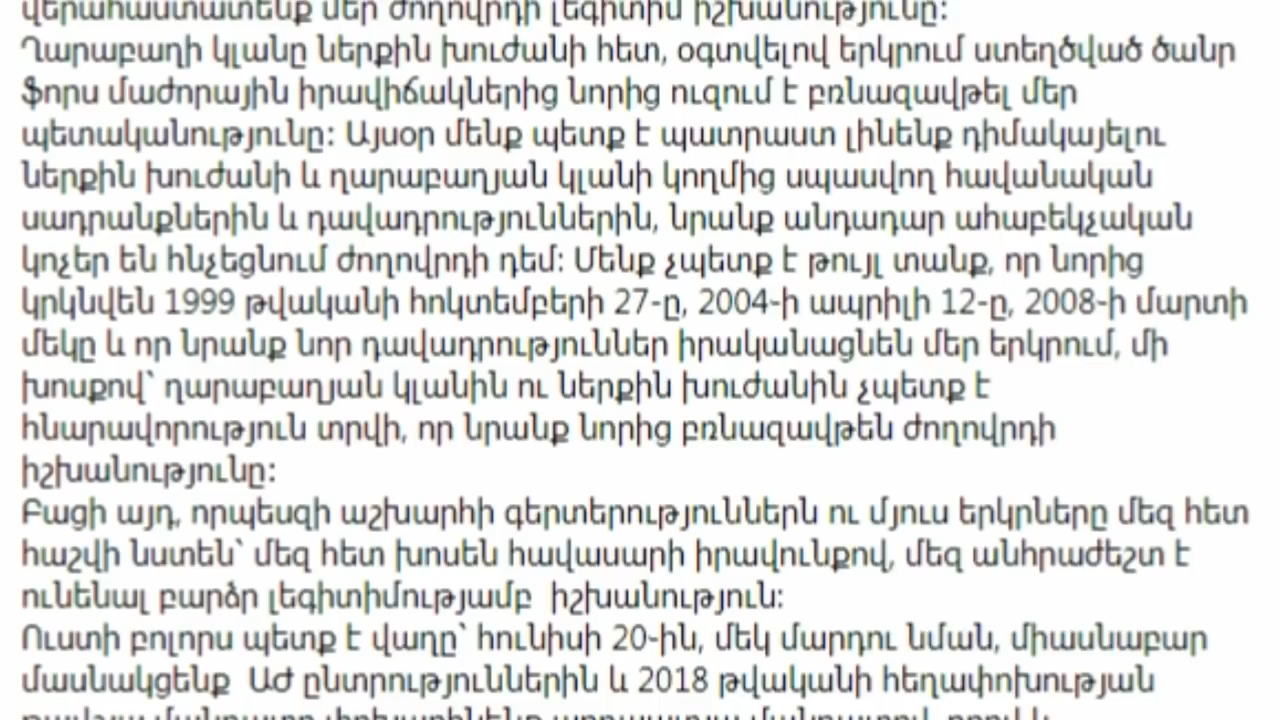 վերահաստատենք մեր ժողովրդի լեգիտիմ իշխանությունը:
Ղարաբաղի կլանը ներքին խուժանի հետ, օգտվելով երկրում ստեղծված ծանր
ֆորս մաժորային իրավիճակներից նորից ուզում է բռնազավթել մեր
պետականությունը: Այսօր մենք պետք է պատրաստ լինենք դիմակայելու
ներքին խուժանի և ղարաբաղյան կլանի կողմից սպասվող հավանական
սադրանքներին և դավադրություններին, նրանք անդադար ահաբեկչական
կոչեր են հնչեցնում ժողովրդի դեմ: Մենք չպետք է թույլ տանք, որ նորից
կրկնվեն 1999 թվականի հոկտեմբերի 27-ը, 2004-ի ապրիլի 12-ը, 2008-ի մարտի
մեկը և որ նրանք նոր դավադրություններ իրականացնեն մեր երկրում, մի
խոսքով՝ ղարաբաղյան կլանին ու ներքին խուժանին չպետք է
հնարավորություն տրվի, որ նրանք նորից բռնազավթեն ժողովրդի
իշխանությունը:
Բացի այդ, որպեսզի աշխարհի գերտերություններն ու մյուս երկրները մեզ հետ
հաշվի նստեն՝ մեզ հետ խոսեն հավասարի իրավունքով, մեզ անհրաժեշտ է
ունենալ բարձր լեգիտիմությամբ իշխանություն:
Ուստի բոլորս պետք է վաղը՝ հունիսի 20-ին, մեկ մարդու նման, միասնաբար
մասնակցենք ԱԺ ընտրություններին և 2018 թվականի հեղափոխության